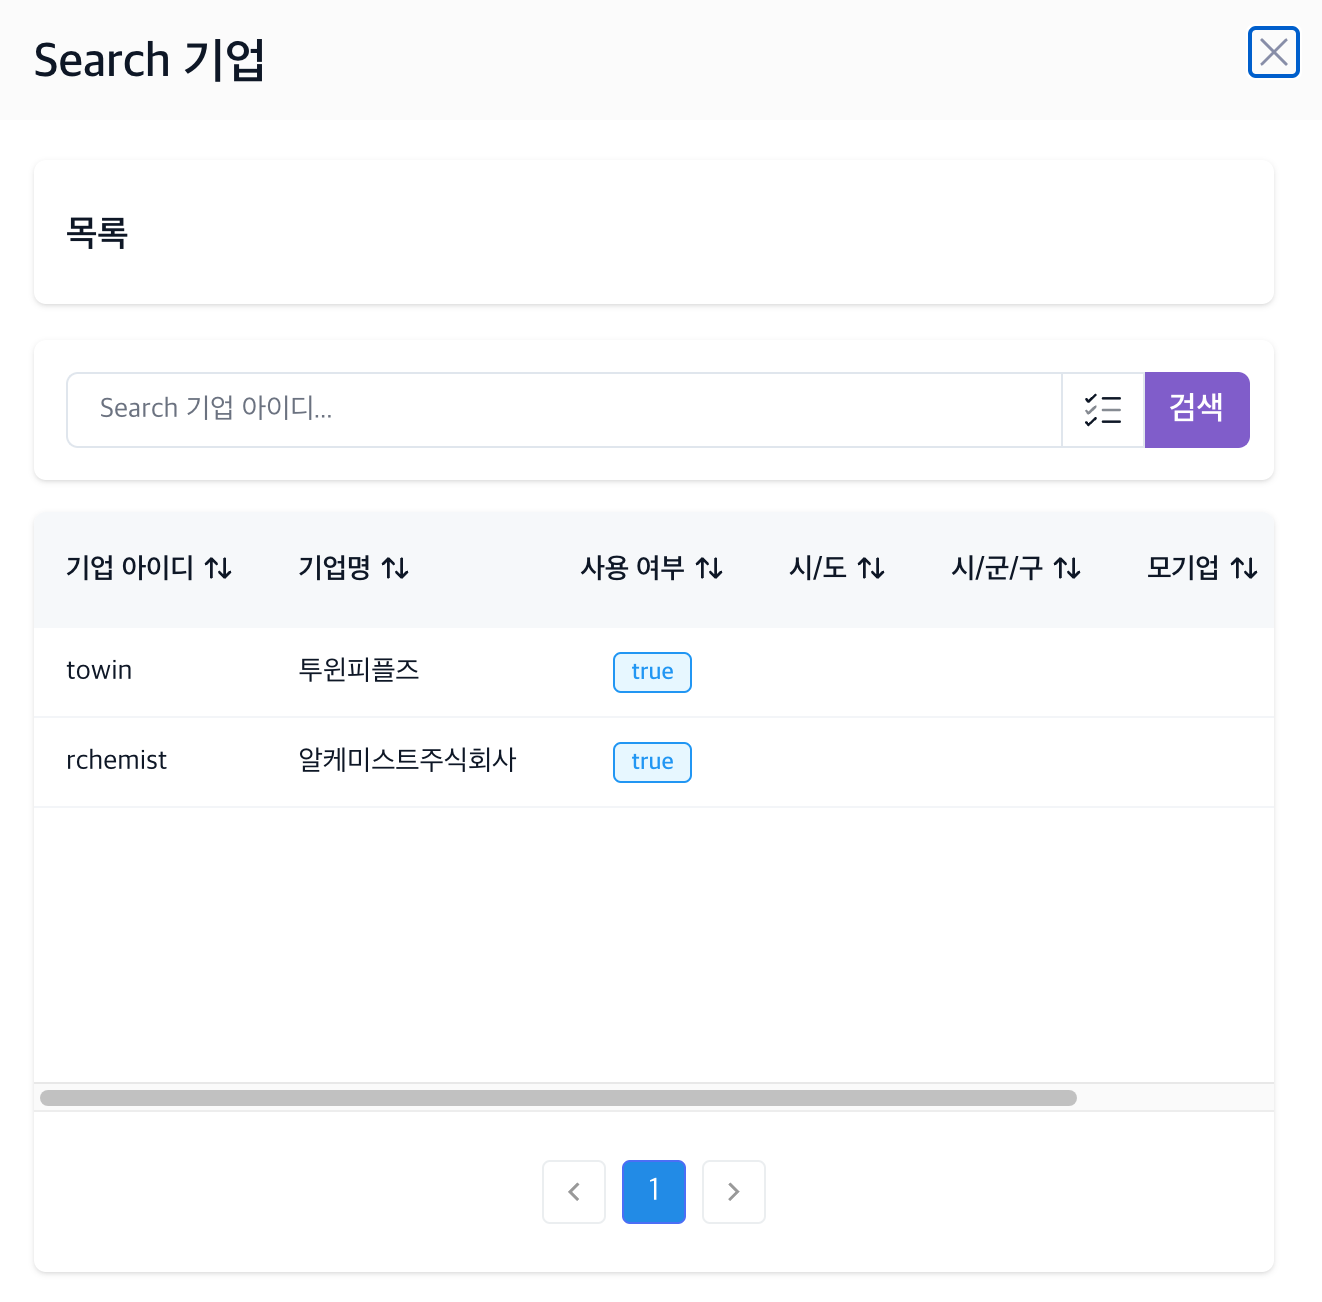 Search 기업
목록
Search 기업 아이디...
검색
기업 아이디 기업명 사용 여부 시/도 시/군/구 모기업
towin 투윈피플즈 true
rchemist 알케미스트주식회사 true
1